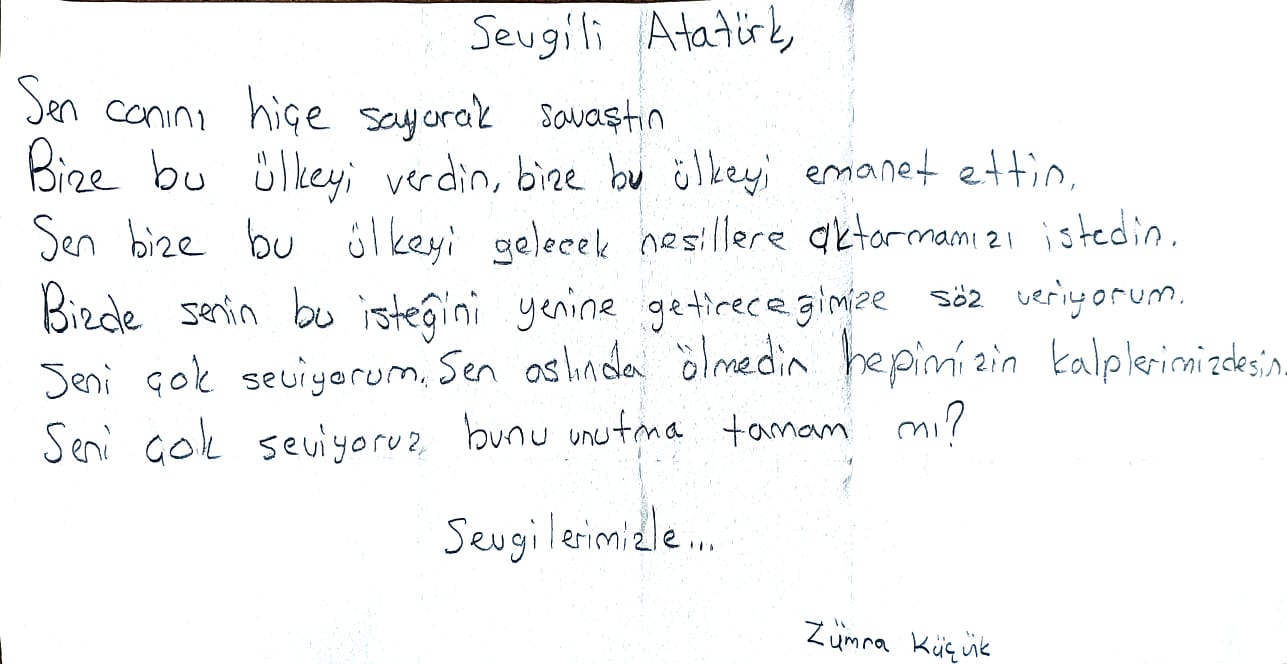 Sevgili Atatürk,
Sen canını hiçe sayarak savaştın
Bize bu ülkeyi verdin, bize bu ülkeyi emanet ettin,
Sen bize bu ülkeyi gelecek nesillere aktarmamızı istedin.
Bizde senin bu isteğini yenine getireceğimize söz veriyorum.
Seni çok seviyorum. Sen aslında ölmedin hepimizin kalplerimizdesin.
Seni çok seviyoruz, bunu unutma tamam mı?
Sevgilerimizle...
Zümra Küçük